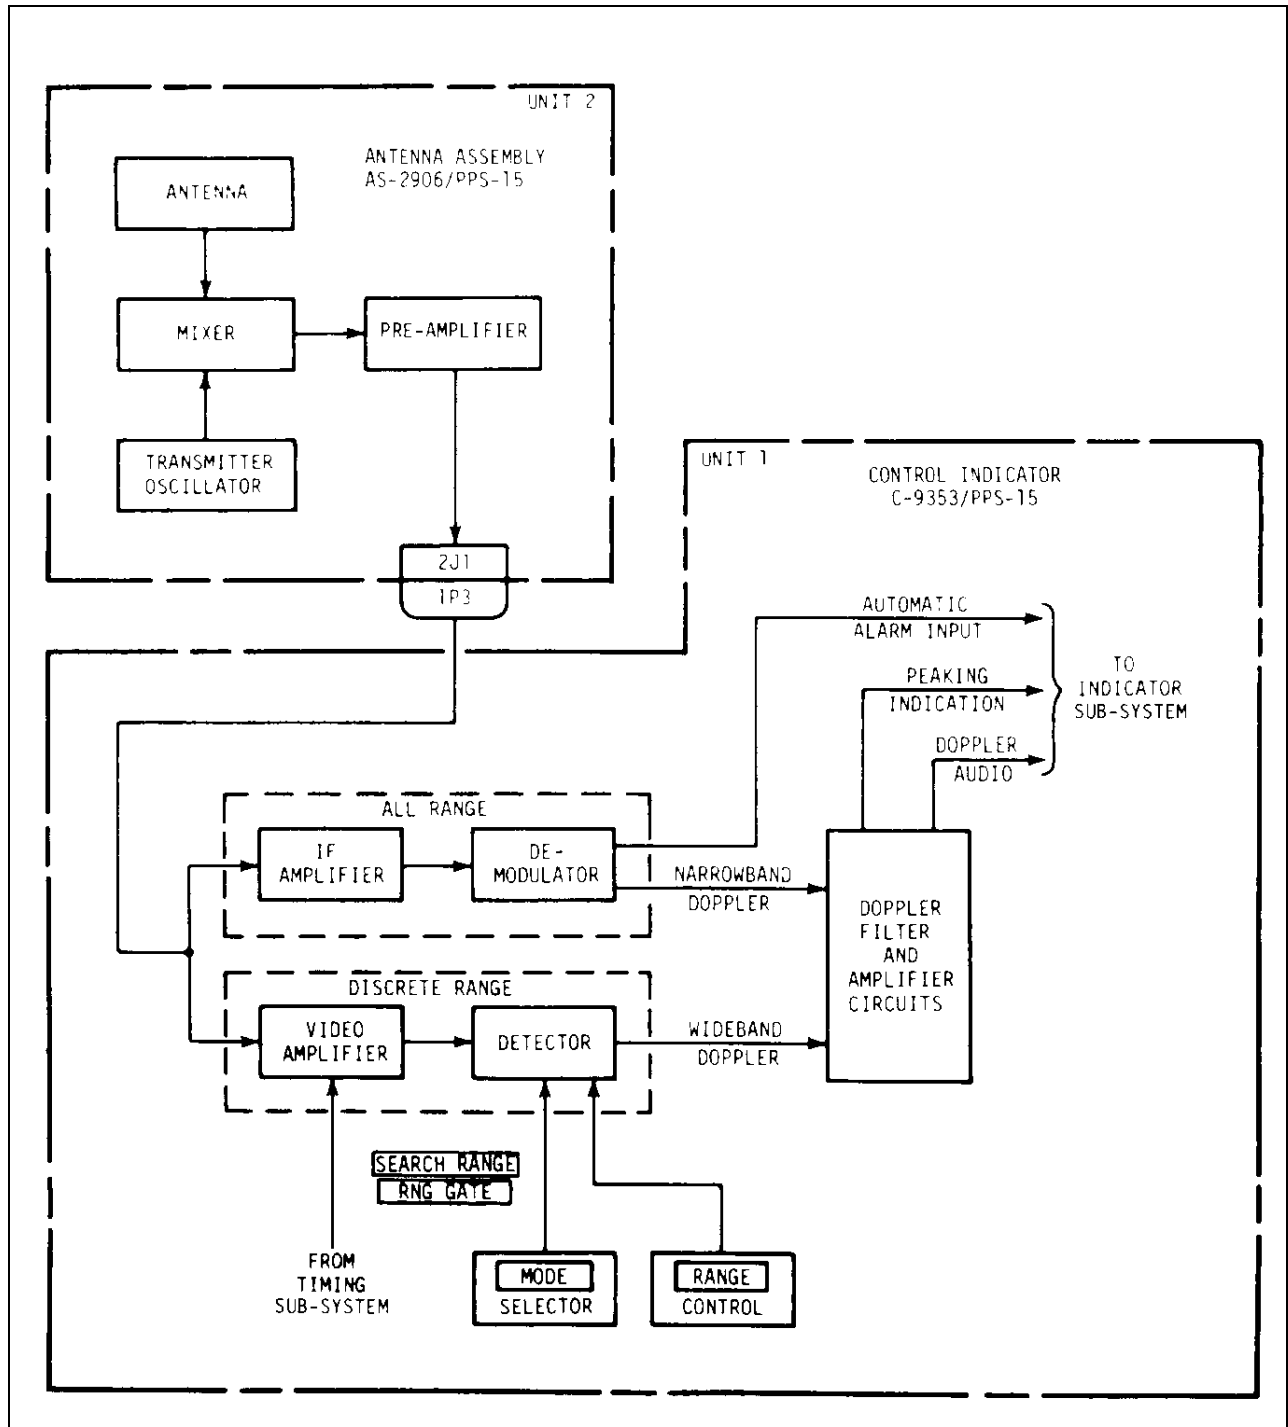 UNIT 2
ANTENNA ASSEMBLY
AS-2906/PPS-15
ANTENNA
MIXER
PRE-AMPLIFIER
TRANSMITTER
OSCILLATOR
2J1
1P3
UNIT 1
CONTROL INDICATOR
C-9353/PPS-15
AUTOMATIC
ALARM INPUT
PEAKING
INDICATION
DOPPLER
AUDIO
TO
INDICATOR
SUB-SYSTEM
ALL RANGE
IF
AMPLIFIER
DE-
MODULATOR
NARROWBAND
DOPPLER
DOPPLER
FILTER
AND
AMPLIFIER
CIRCUITS
DISCRETE RANGE
VIDEO
AMPLIFIER
DETECTOR
WIDEBAND
DOPPLER
SEARCH RANGE
RNG GATE
FROM
TIMING
SUB-SYSTEM
MODE
SELECTOR
RANGE
CONTROL